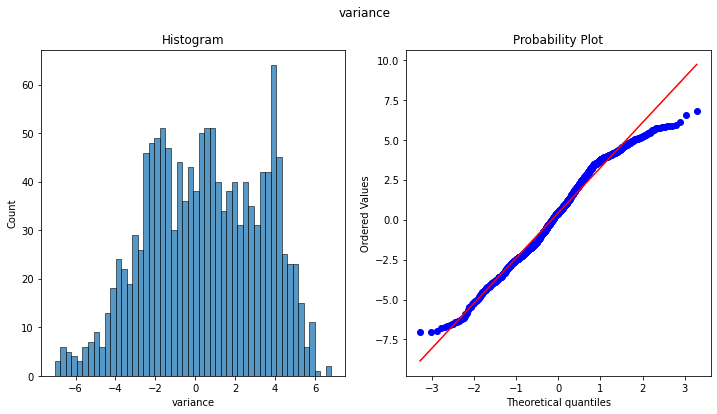 variance
Histogram
Probability Plot
60
50
40
30
20
10
0
Count
−6 −4 −2 0 2 4 6
variance
10.0
7.5
5.0
2.5
0.0
−2.5
−5.0
−7.5
Ordered Values
−3 −2 −1 0 1 2 3
Theoretical quantiles